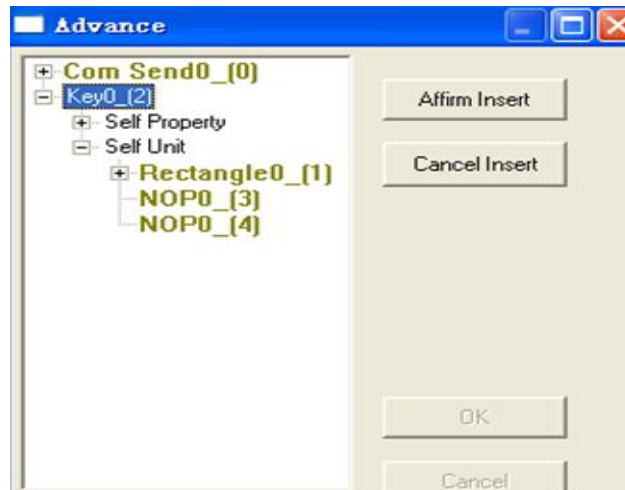 Advance
Com Send0_(0)
Key0_(2)
Self Property
Self Unit
Rectangle0_(1)
NOP0_(3)
NOP0_(4)
Affirm Insert
Cancel Insert
OK
Cancel